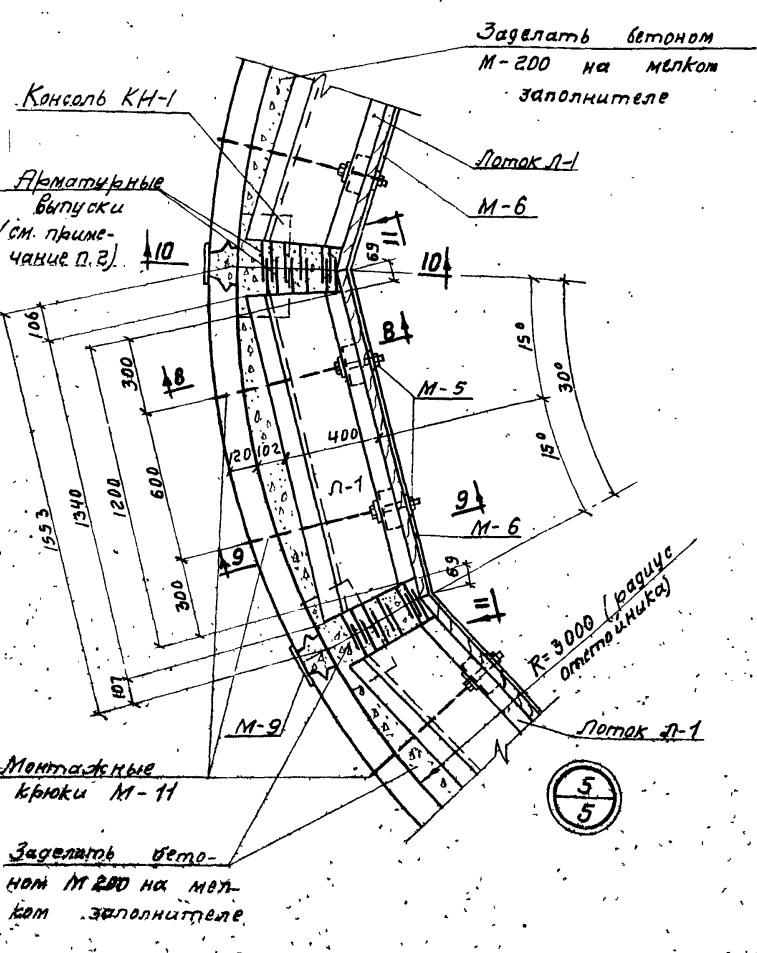 Заделать бетоном
М-200 на мелком
заполнителе
Консоль КН-1
Лоток Л-1
М-6
Арматурные
выпуски
(см. приме-
чание п.2)
10
11
69
10
106
8
8
300
15°
30°
М-5
120
102
400
15°
1553
1340
1200
600
Л-1
9
9
М-6
300
69
11
R=3000 (радиус
отстойника)
107
М-9
Лоток Л-1
Монтажные
крюки М-11
5
5
Заделать бето-
ном М200 на мел-
ком заполнителе